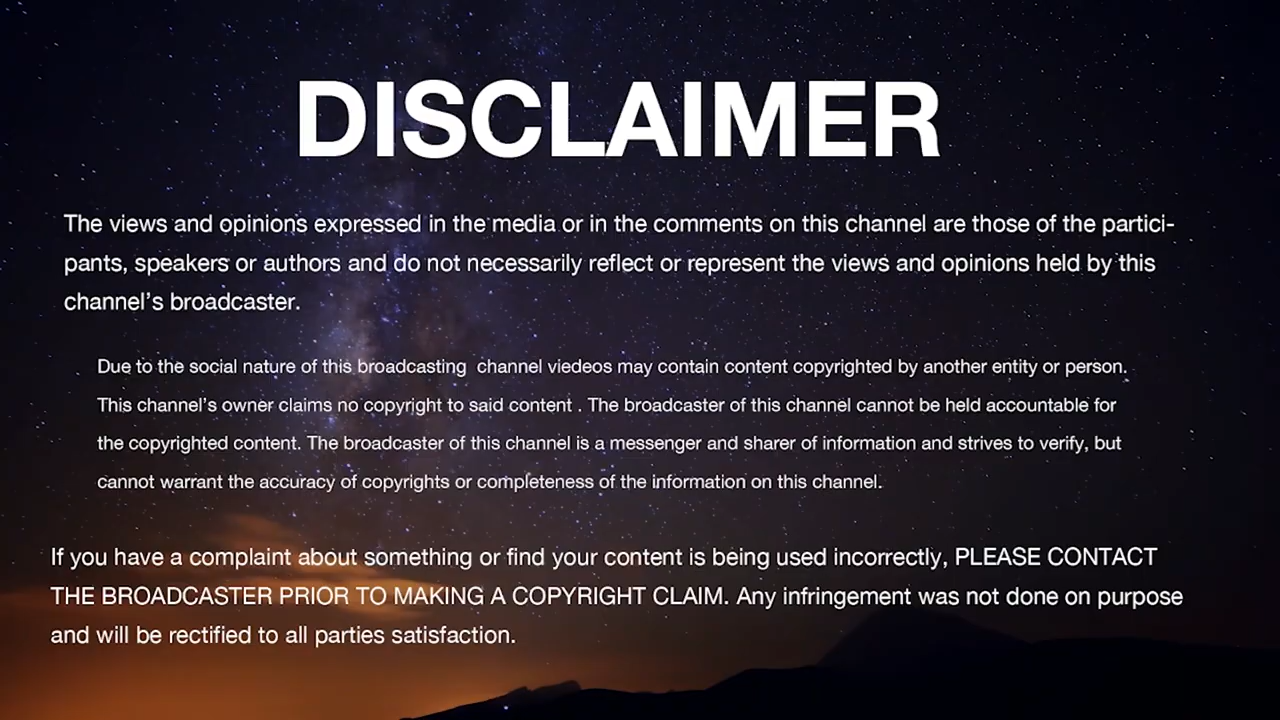 DISCLAIMER
The views and opinions expressed in the media or in the comments on this channel are those of the partici-
pants, speakers or authors and do not necessarily reflect or represent the views and opinions held by this
channel's broadcaster.
Due to the social nature of this broadcasting  channel viedeos may contain content copyrighted by another entity or person.
This channel's owner claims no copyright to said content . The broadcaster of this channel cannot be held accountable for
the copyrighted content. The broadcaster of this channel is a messenger and sharer of information and strives to verify, but
cannot warrant the accuracy of copyrights or completeness of the information on this channel.
If you have a complaint about something or find your content is being used incorrectly, PLEASE CONTACT
THE BROADCASTER PRIOR TO MAKING A COPYRIGHT CLAIM. Any infringement was not done on purpose
and will be rectified to all parties satisfaction.